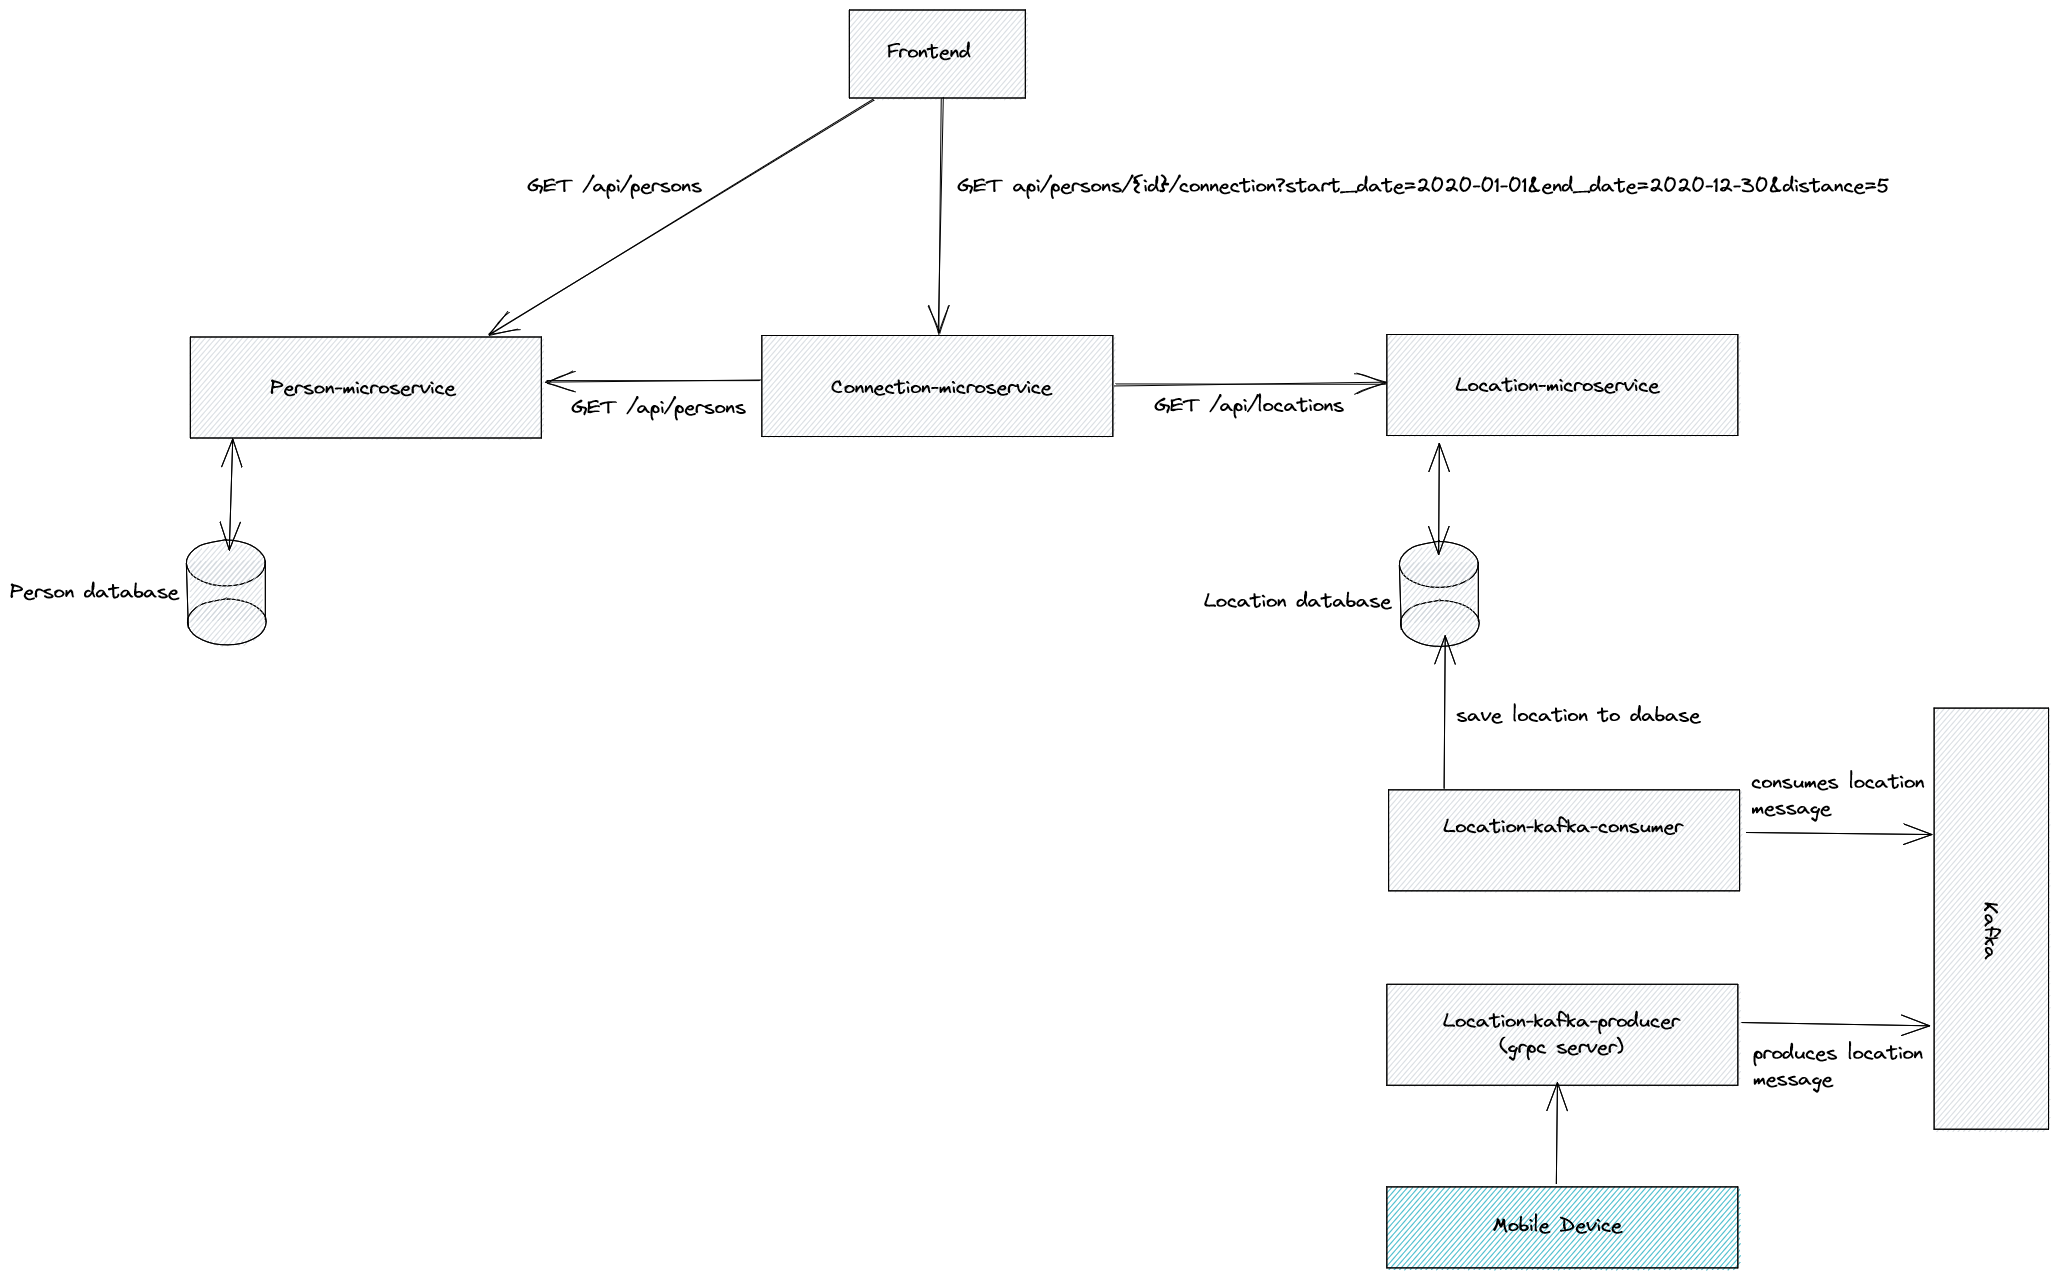 Frontend
GET /api/persons
GET api/persons/{id}/connection?start_date=2020-01-01&end_date=2020-12-30&distance=5
Person-microservice
Connection-microservice
Location-microservice
GET /api/persons
GET /api/locations
Person database
Location database
save location to dabase
consumes location
message
Location-kafka-consumer
Kafka
Location-kafka-producer
(grpc server)
produces location
message
Mobile Device